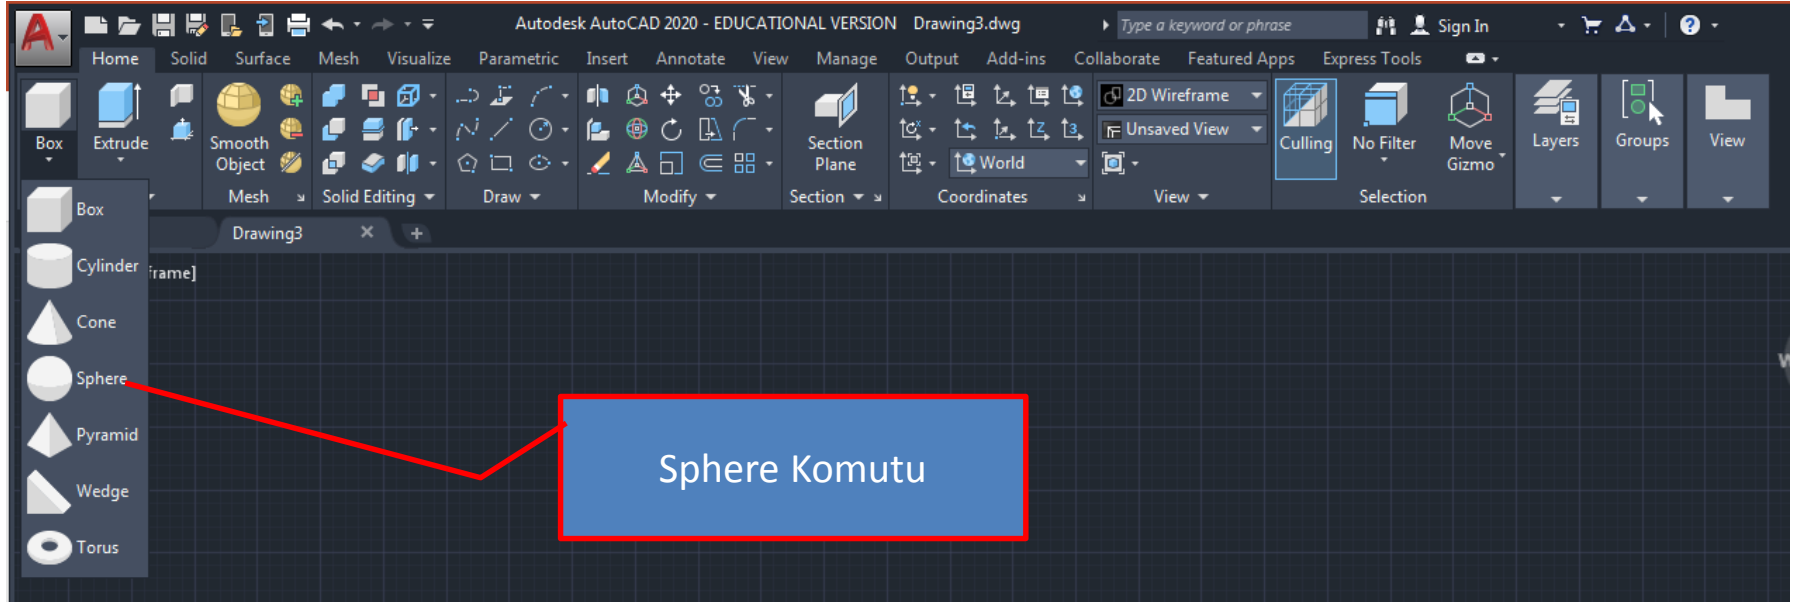 Autodesk AutoCAD 2020 - EDUCATIONAL VERSION Drawing3.dwg
Type a keyword or phrase
Sign In
Home Solid Surface Mesh Visualize Parametric Insert Annotate View Manage Output Add-ins Collaborate Featured Apps Express Tools
Box
Extrude
Smooth
Object
Section
Plane
World
2D Wireframe
Unsaved View
Culling
No Filter
Move
Gizmo
Layers
Groups
View
Mesh
Solid Editing
Draw
Modify
Section
Coordinates
View
Selection
Drawing3
frame]
Box
Cylinder
Cone
Sphere
Pyramid
Wedge
Torus
Sphere Komutu
W